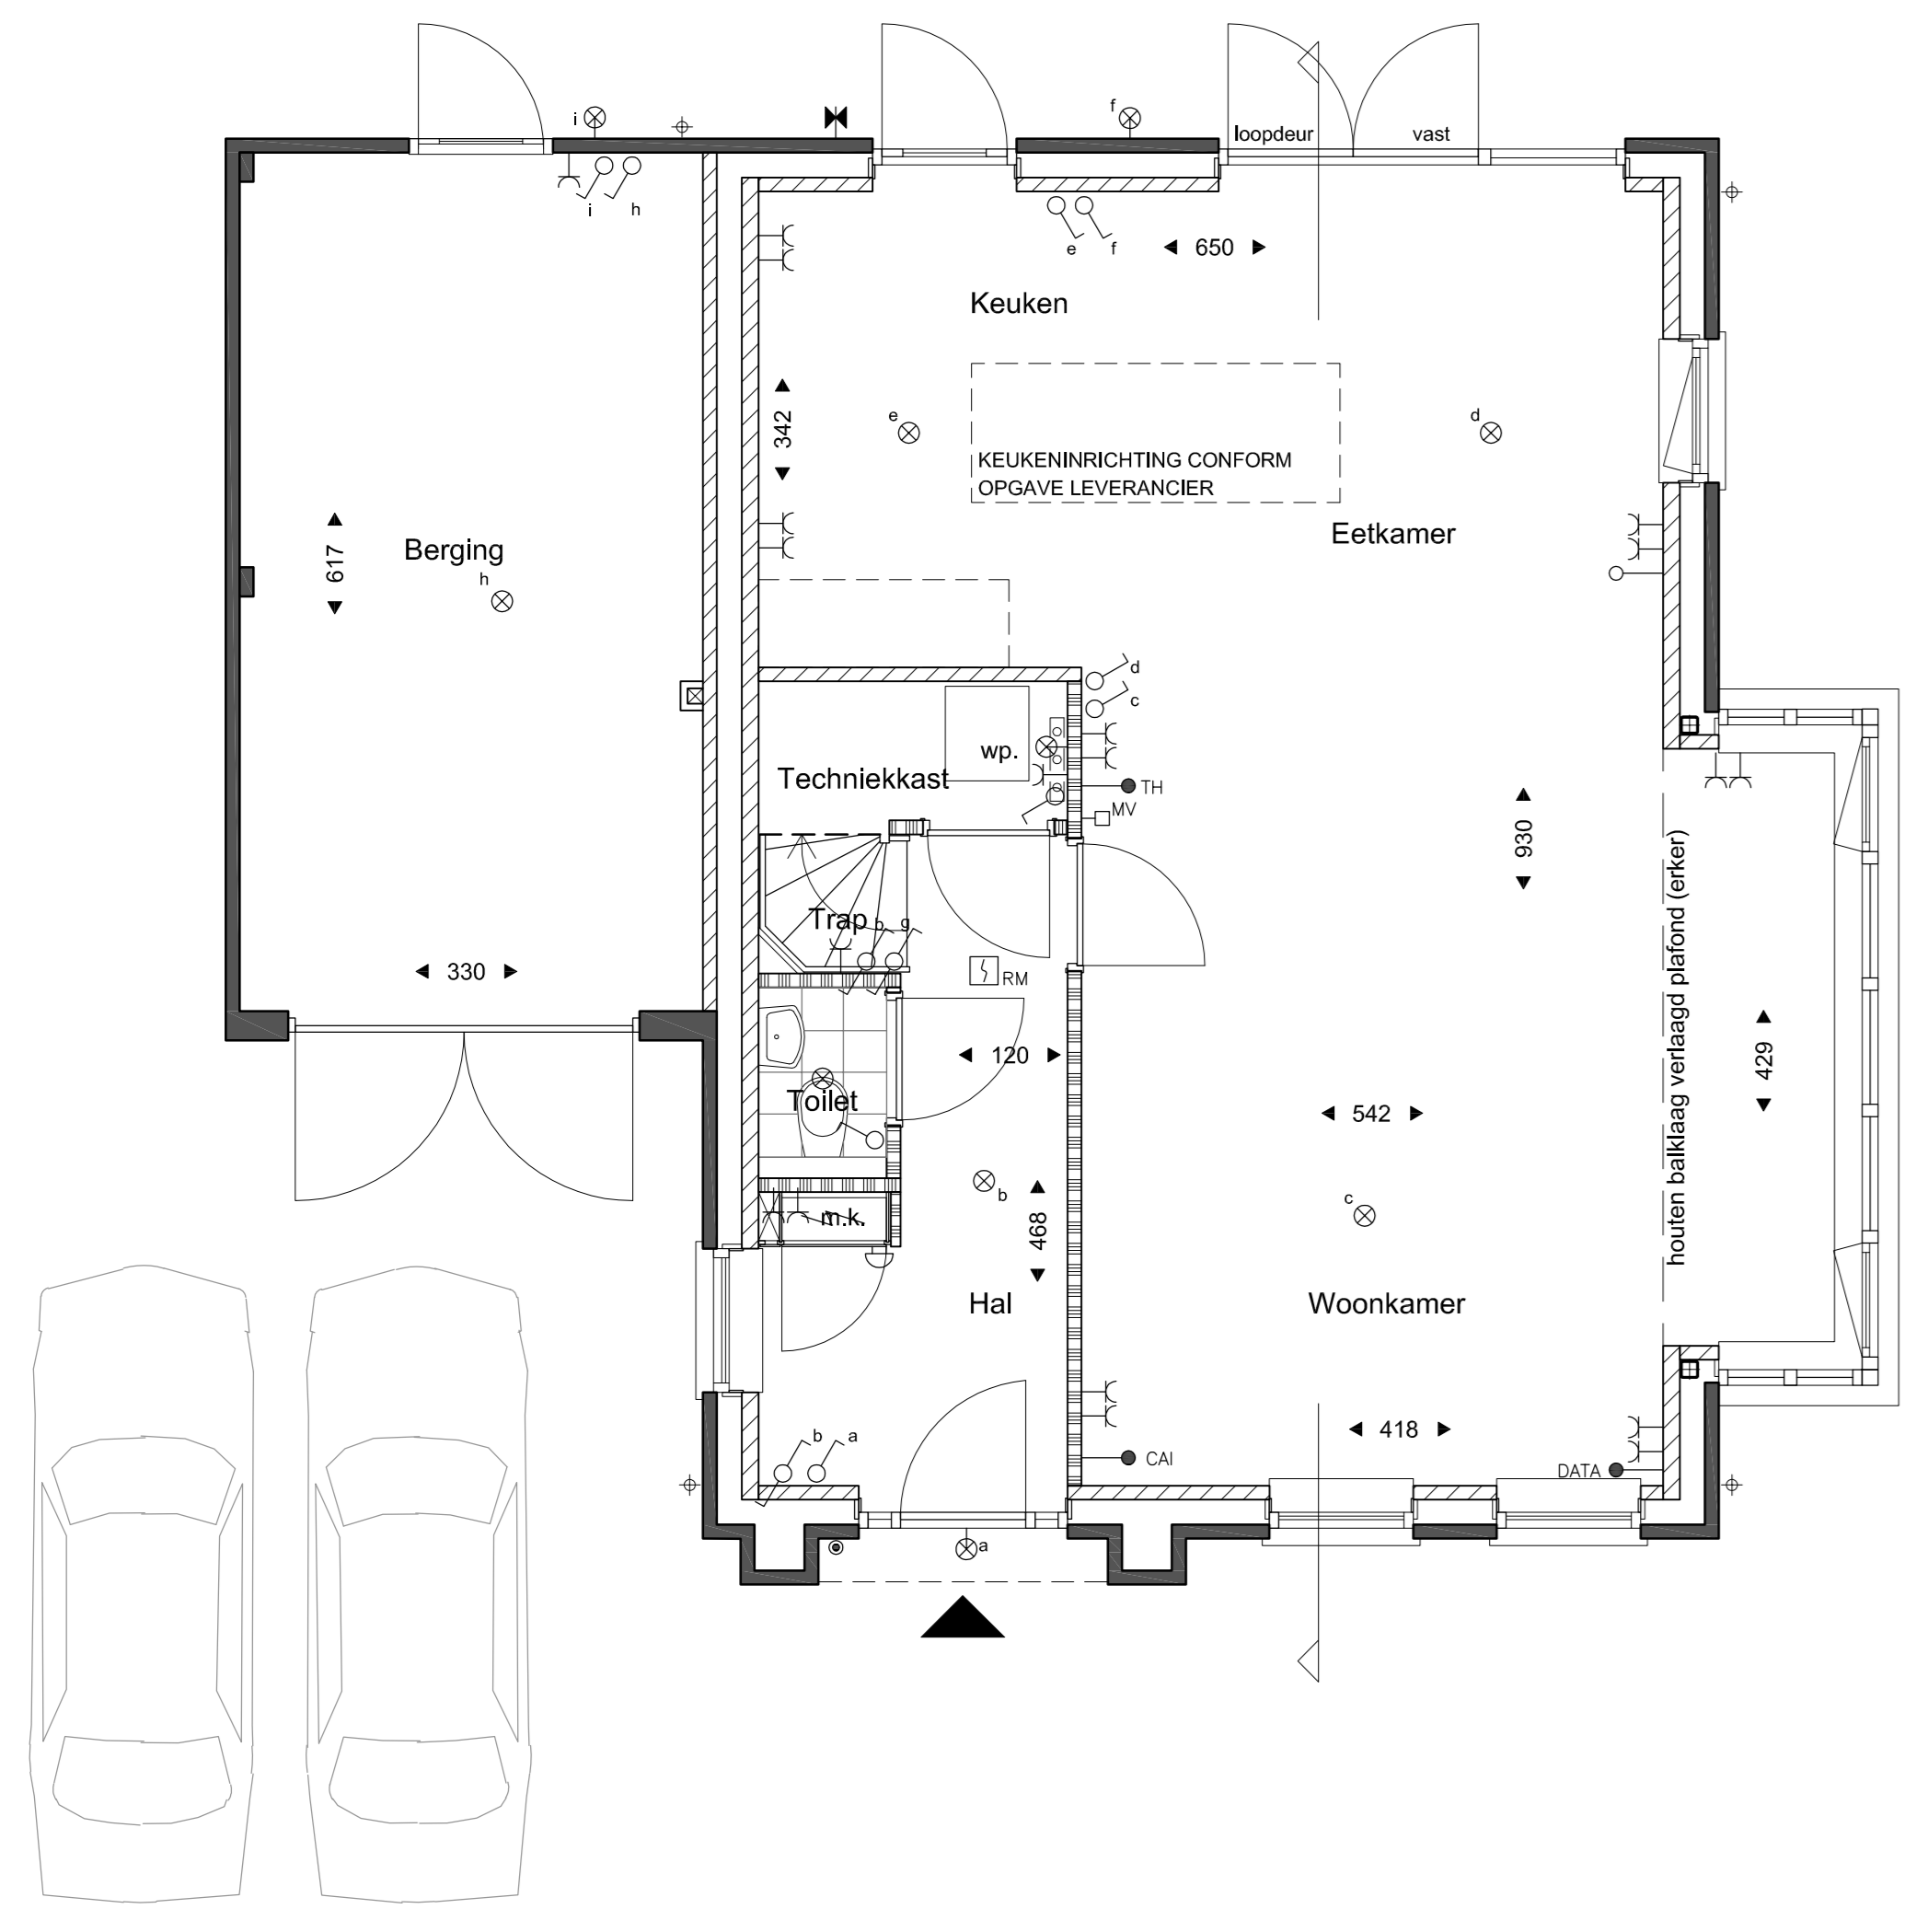 f
i
loopdeur
vast
i
h
e
f
650
Keuken
e
d
342
KEUKENINRICHTING CONFORM
OPGAVE LEVERANCIER
Eetkamer
Berging
h
617
d
c
wp.
Techniekkast
TH
MV
930
houten balklaag verlaagd plafond (erker)
Trap
b
g
330
RM
120
429
Toilet
542
b
c
m.k.
468
Hal
Woonkamer
b
a
418
CAI
DATA
a